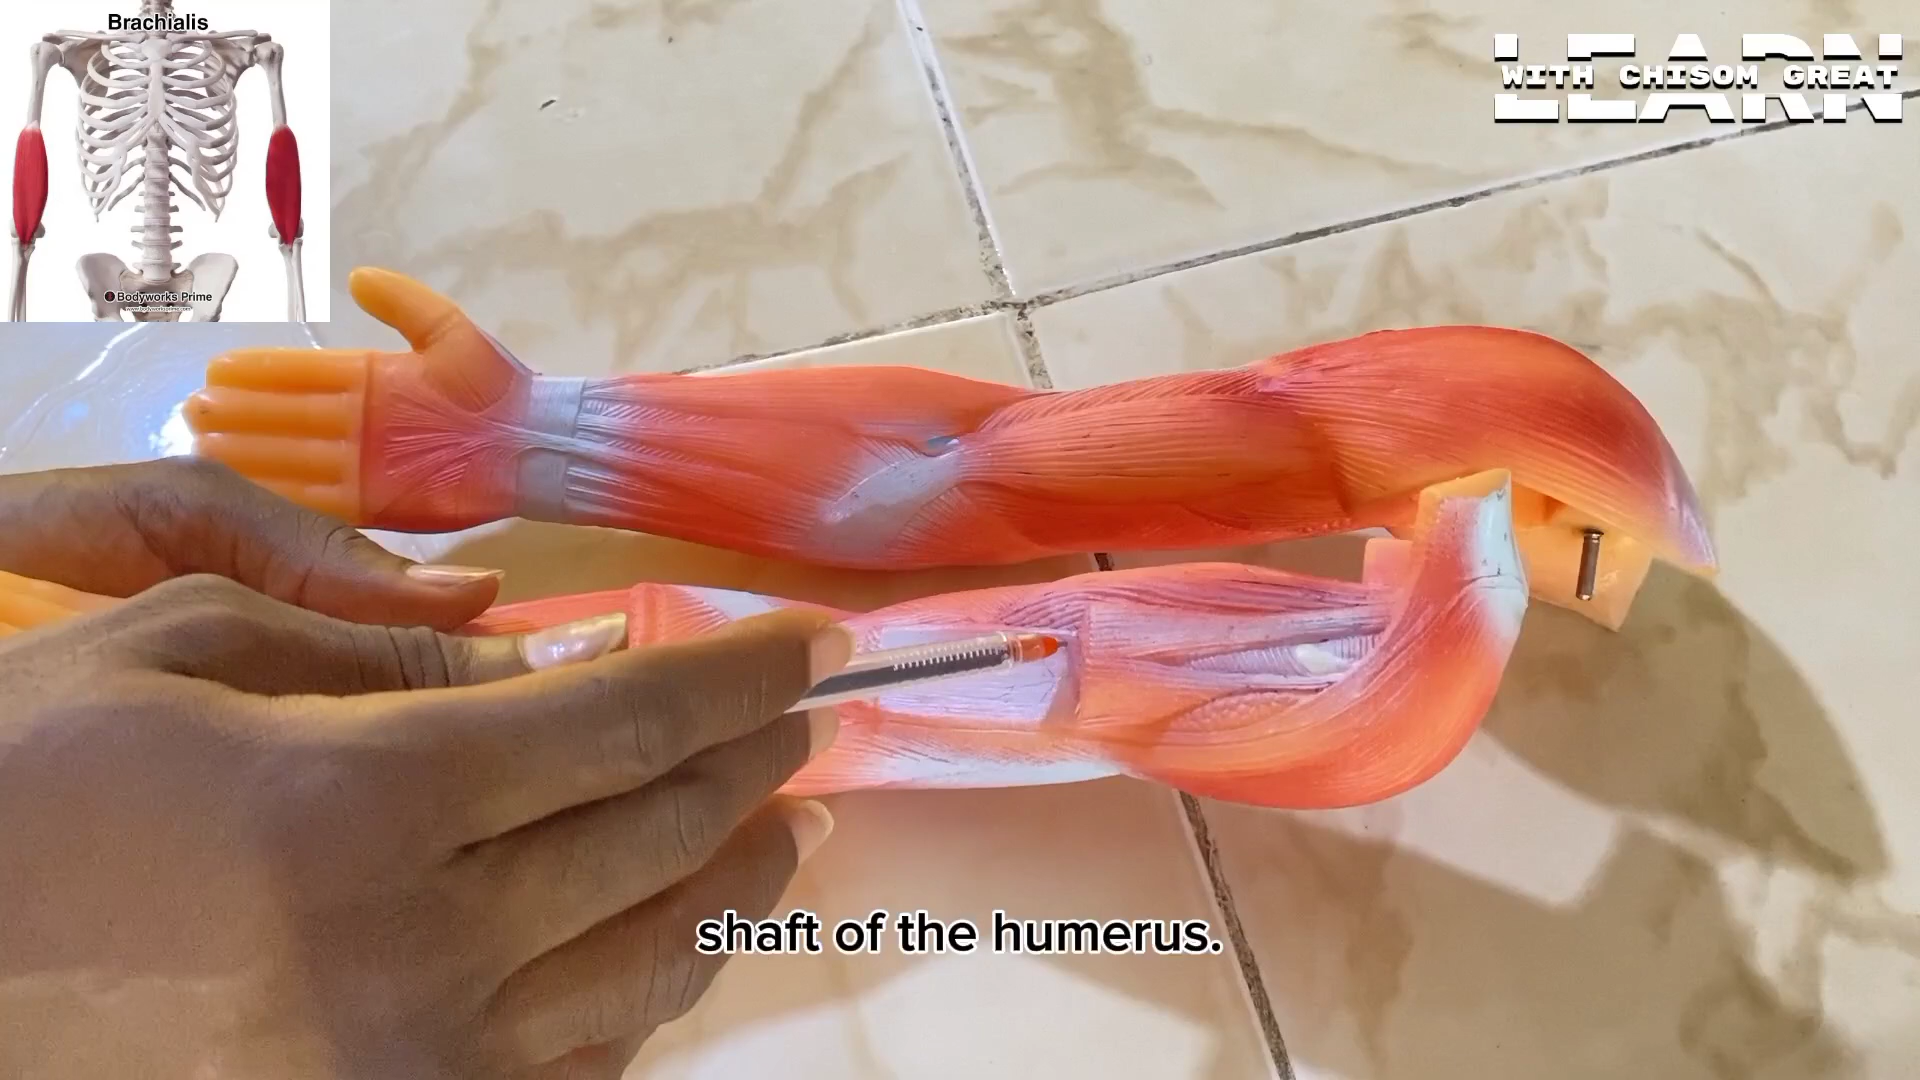 Brachialis
Bodyworks Prime
LEARN
WITH CHISOM GREAT
shaft of the humerus.